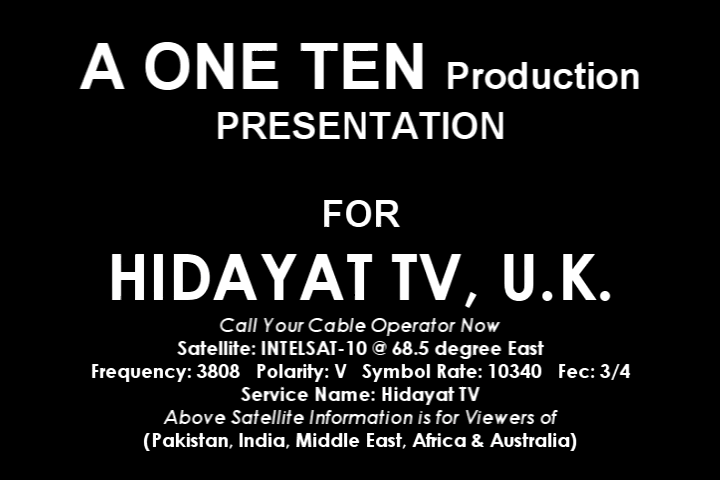 A ONE TEN Production
PRESENTATION
FOR
HIDAYAT TV, U.K.
Call Your Cable Operator Now
Satellite: INTELSAT-10 @ 68.5 degree East
Frequency: 3808 Polarity: V Symbol Rate: 10340 Fec: 3/4
Service Name: Hidayat TV
Above Satellite Information is for Viewers of
(Pakistan, India, Middle East, Africa & Australia)